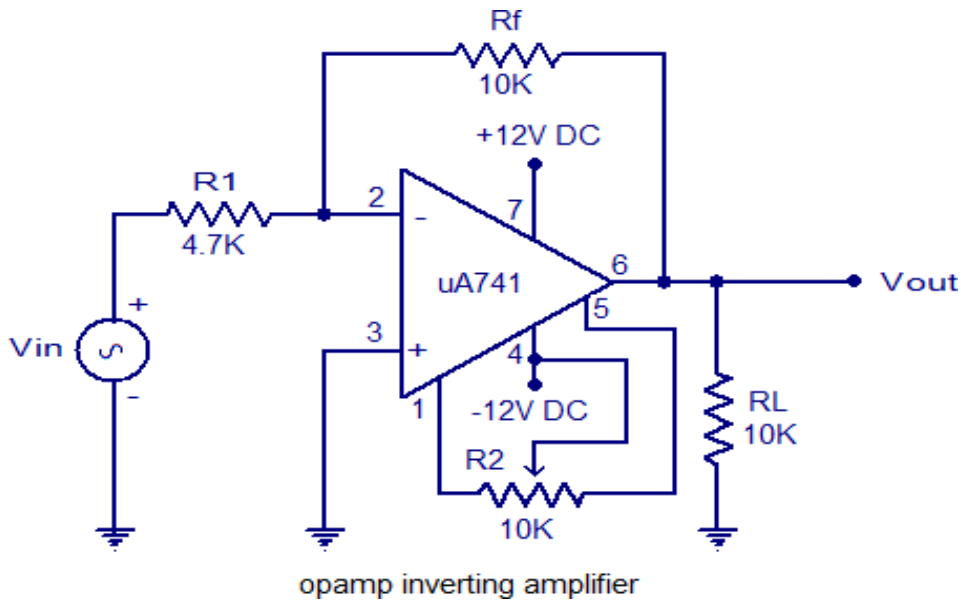 Rf
10K
+12V DC
R1
4.7K
2
-
7
uA741
6
5
Vout
+
Vin
-
3
+
4
1
-12V DC
R2
10K
RL
10K
opamp inverting amplifier